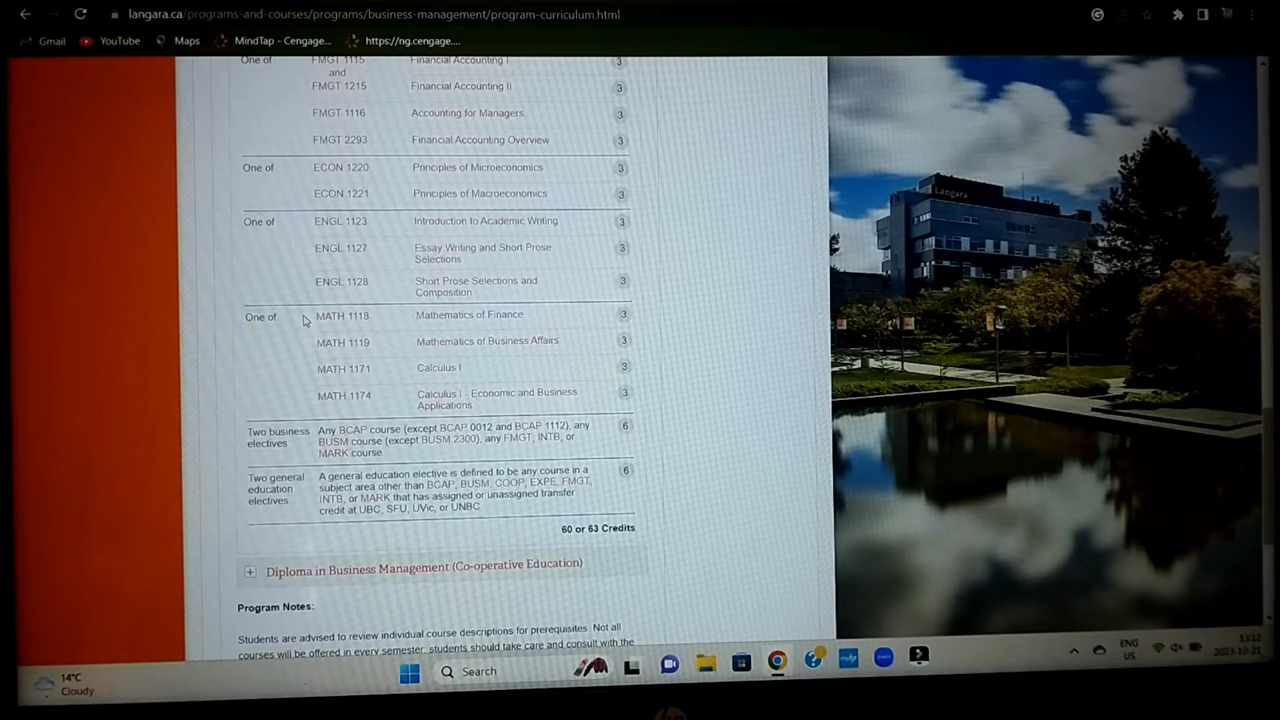 langara.ca/programs-and-courses/programs/business-management/program-curriculum.html
Gmail YouTube Maps MindTap - Cengage... https://ng.cengage....
One of FMGT 1115 Financial Accounting I 3
and
FMGT 1215 Financial Accounting II 3
FMGT 1116 Accounting for Managers 3
FMGT 2293 Financial Accounting Overview 3
One of ECON 1220 Principles of Microeconomics 3
ECON 1221 Principles of Macroeconomics 3
One of ENGL 1123 Introduction to Academic Writing 3
ENGL 1127 Essay Writing and Short Prose 3
Selections
ENGL 1128 Short Prose Selections and 3
Composition
One of MATH 1118 Mathematics of Finance 3
MATH 1119 Mathematics of Business Affairs 3
MATH 1171 Calculus I 3
MATH 1174 Calculus I - Economic and Business 3
Applications
Two business Any BCAP course (except BCAP 0012 and BCAP 1112), any 6
electives BUSM course (except BUSM 2300), any FMGT, INTB, or
MARK course
Two general A general education elective is defined to be any course in a 6
education subject area other than BCAP, BUSM, COOP, EXPE, FMGT,
electives INTB, or MARK that has assigned or unassigned transfer
credit at UBC, SFU, UVic, or UNBC
60 or 63 Credits
+ Diploma in Business Management (Co-operative Education)
Program Notes:
Students are advised to review individual course descriptions for prerequisites. Not all
courses will be offered in every semester, students should take care and consult with the
Langara
14°C
Cloudy
Search
ENG
US
13:12
2023-10-21